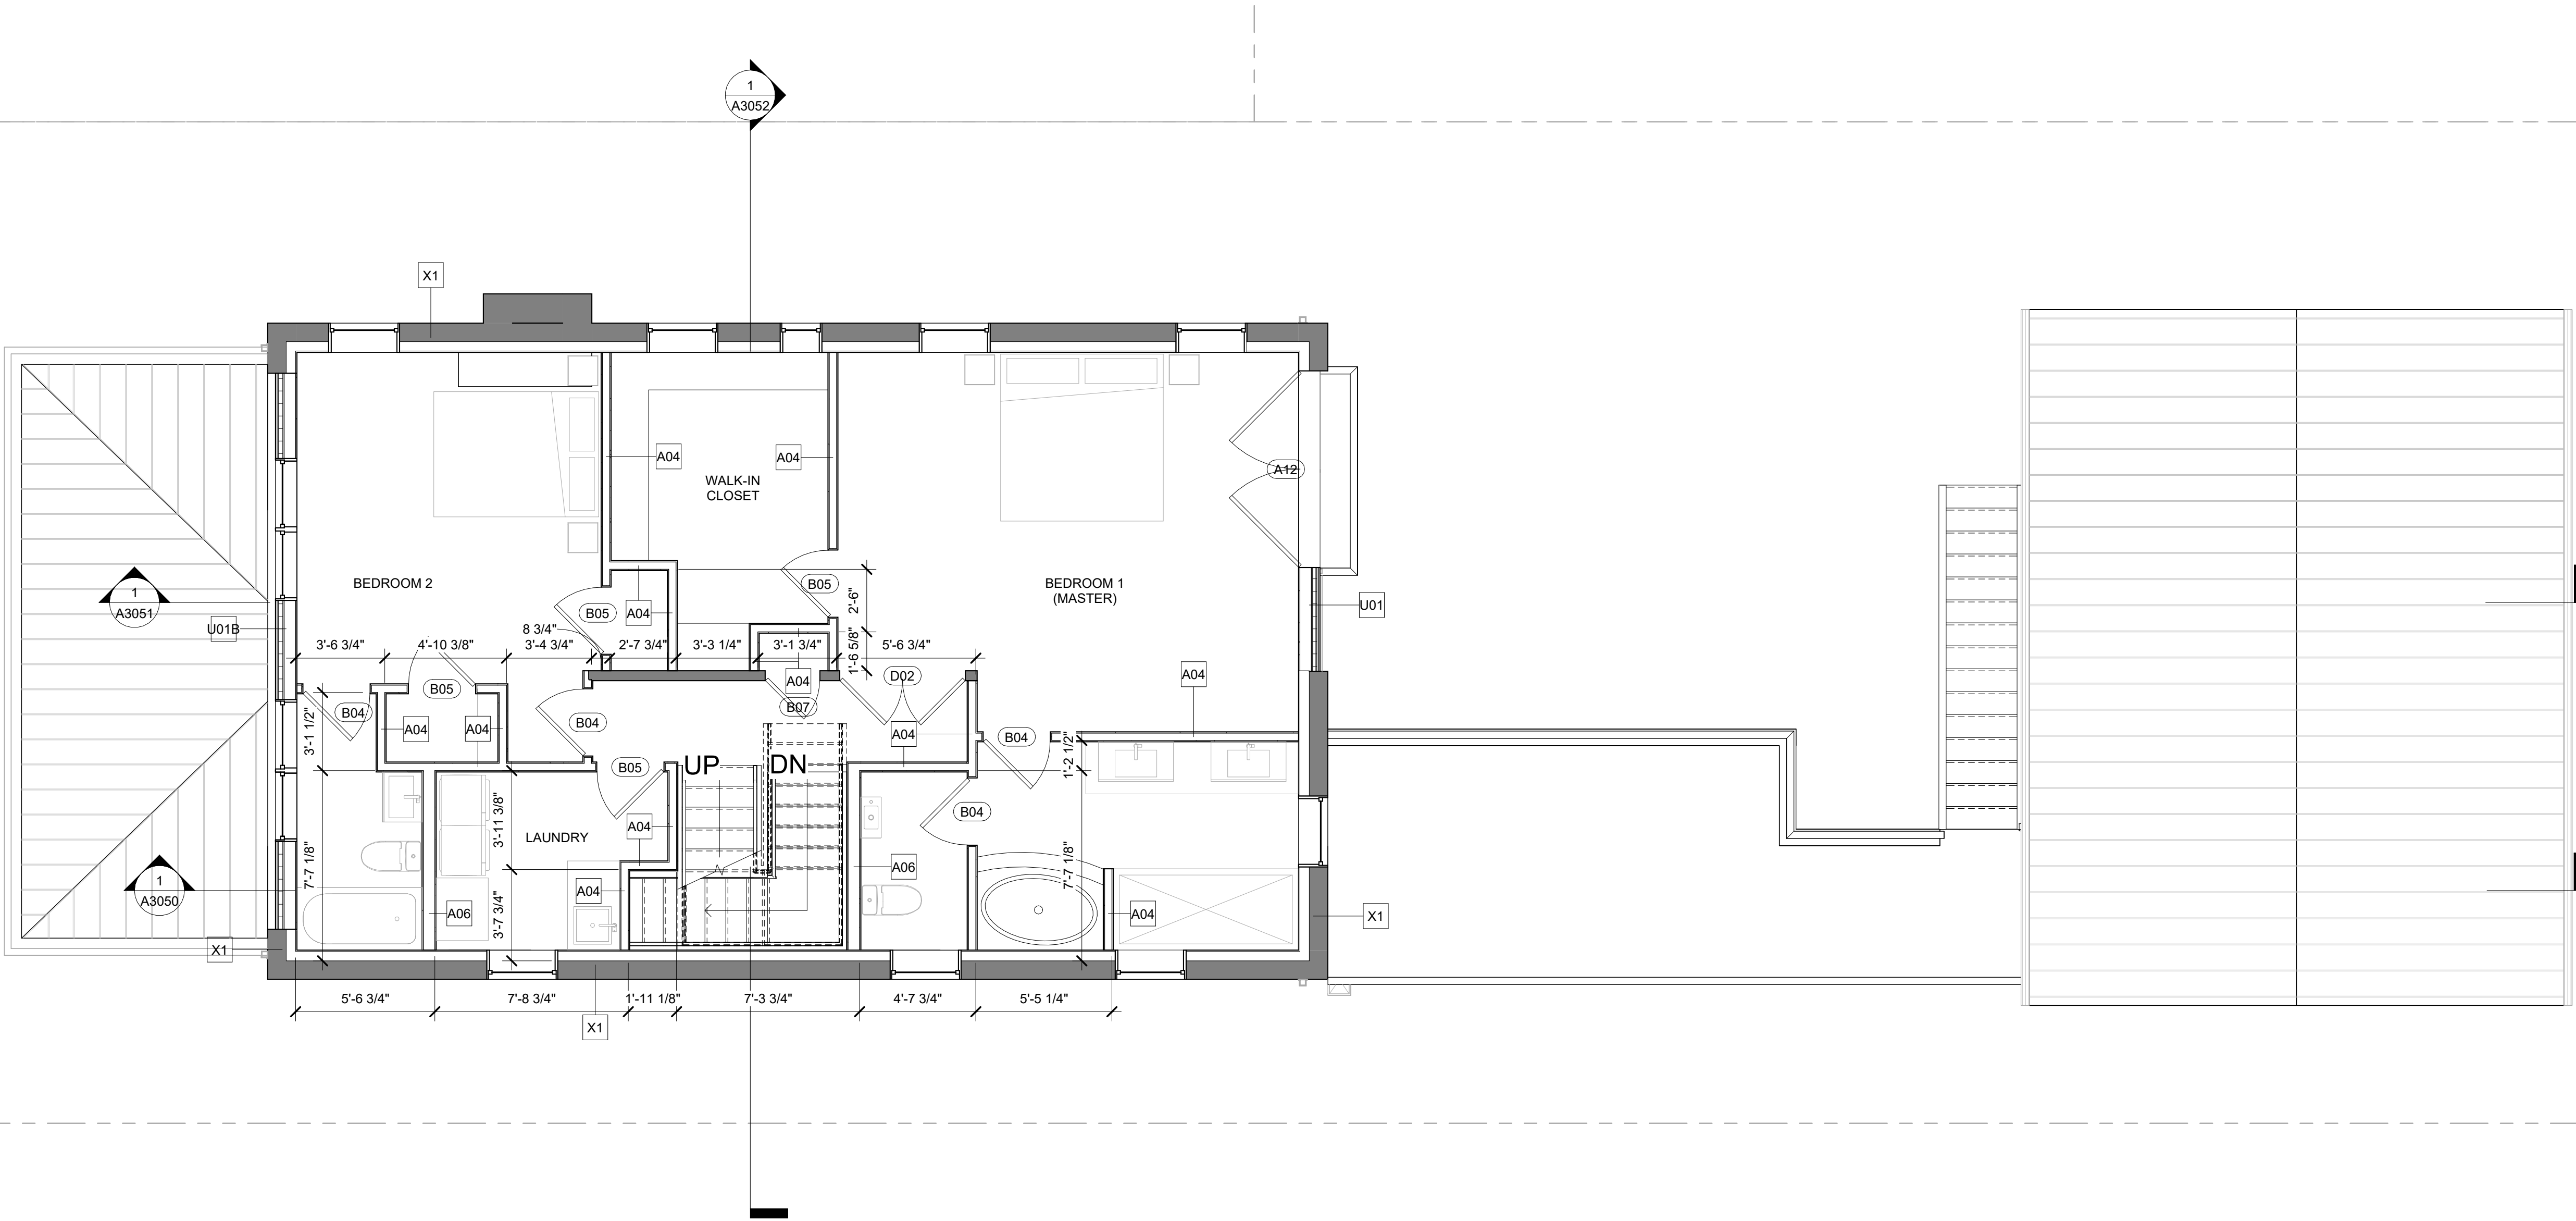 1
A3052
X1
A04
A04
WALK-IN
CLOSET
A12
BEDROOM 2
B05
BEDROOM 1
(MASTER)
1
A3051
B05
A04
2'-6"
U01
U01B
8 3/4"
3'-6 3/4"
4'-10 3/8"
3'-4 3/4"
2'-7 3/4"
3'-3 1/4"
3'-1 3/4"
1'-6 5/8"
5'-6 3/4"
A04
D02
A04
B05
B04
B07
A04
A04
B04
3'-1 1/2"
A04
B04
1'-2 1/2"
B05
UP
DN
3'-11 3/8"
LAUNDRY
A04
B04
7'-7 1/8"
A06
7'-7 1/8"
1
A3050
A04
A06
3'-7 3/4"
A04
X1
X1
5'-6 3/4"
7'-8 3/4"
1'-11 1/8"
7'-3 3/4"
4'-7 3/4"
5'-5 1/4"
X1